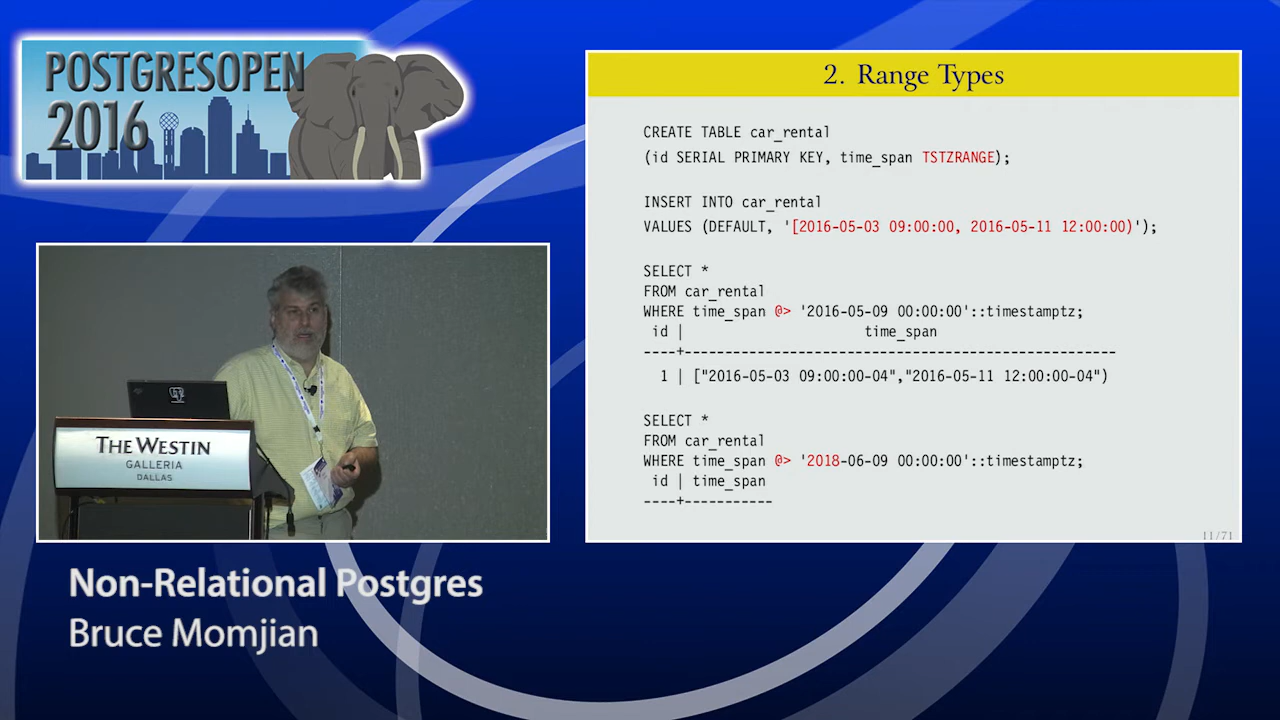 POSTGRESOPEN
2016
2. Range Types
CREATE TABLE car_rental
(id SERIAL PRIMARY KEY, time_span TSTZRANGE);
INSERT INTO car_rental
VALUES (DEFAULT, '[2016-05-03 09:00:00, 2016-05-11 12:00:00)');
SELECT *
FROM car_rental
WHERE time_span @> '2016-05-09 00:00:00'::timestamptz;
id | time_span
----+-----------------------------------------------------
1 | ["2016-05-03 09:00:00-04","2016-05-11 12:00:00-04")
SELECT *
FROM car_rental
WHERE time_span @> '2018-06-09 00:00:00'::timestamptz;
id | time_span
----+-----------
11/71
THE WESTIN
GALLERIA
DALLAS
Non-Relational Postgres
Bruce Momjian